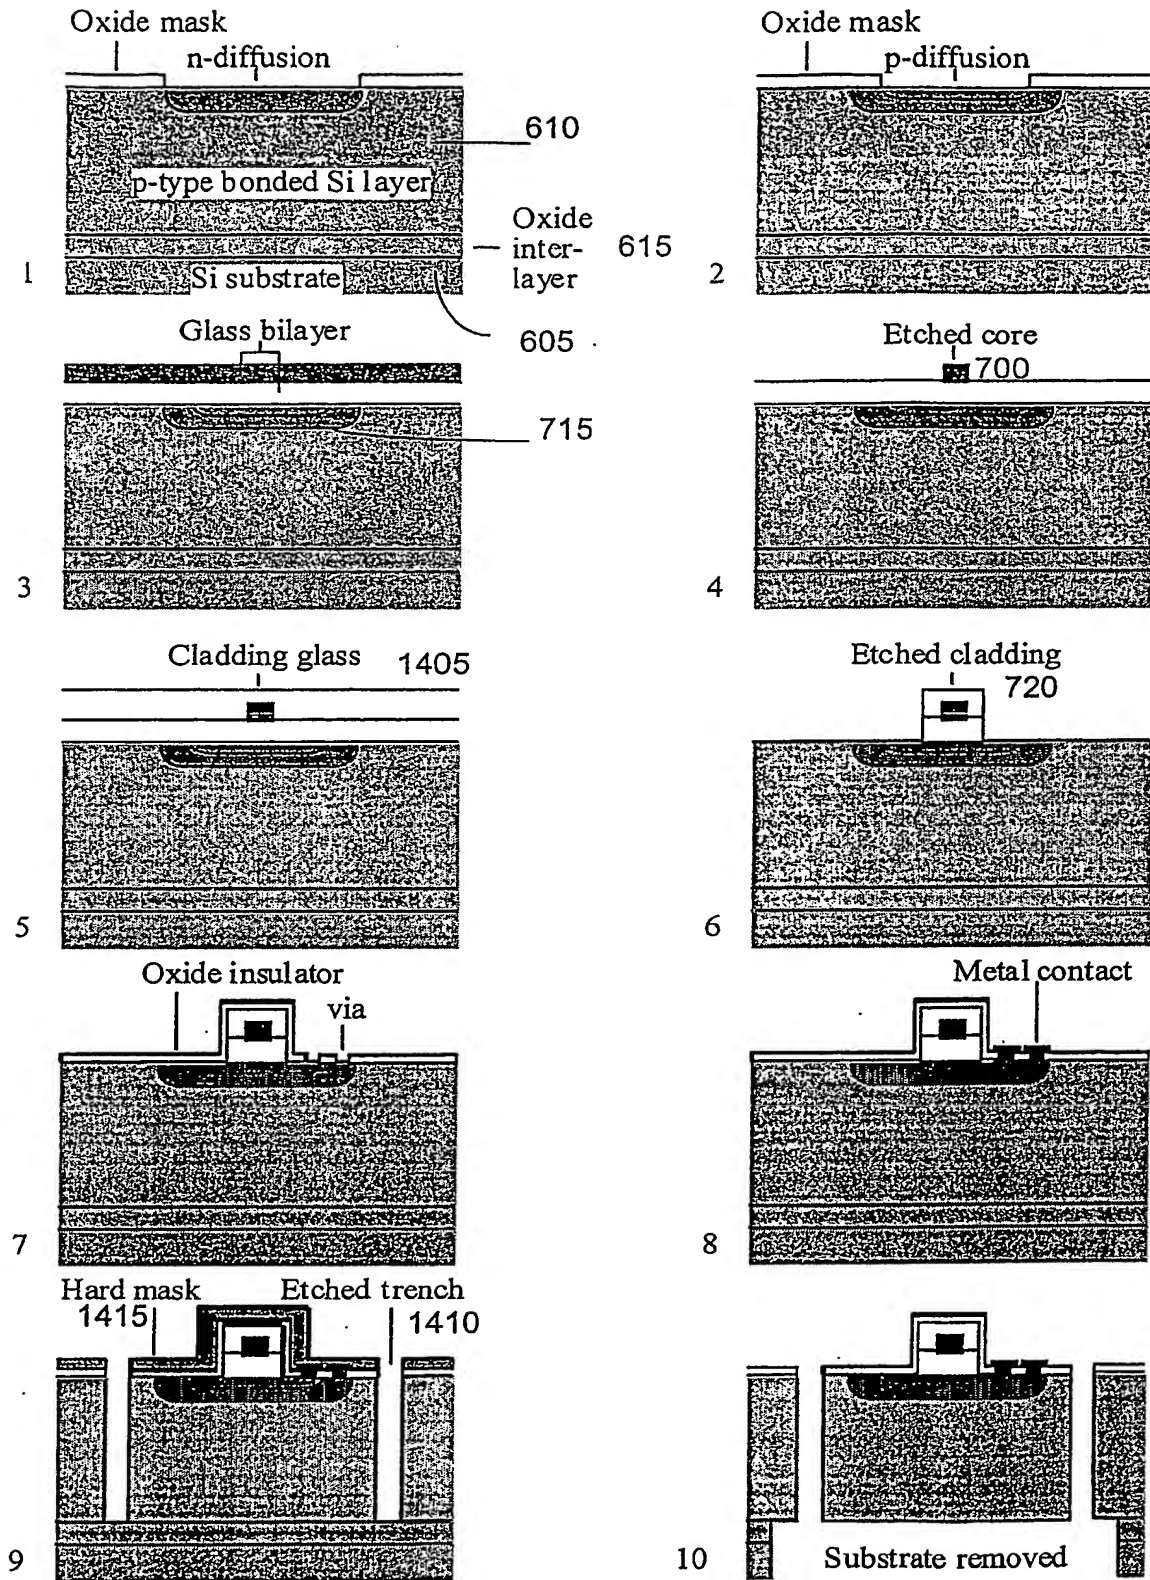 Oxide mask
n-diffusion
610
p-type bonded Si layer
Oxide
inter-
layer
615
1
Si substrate
605
Oxide mask
p-diffusion
2
Glass bilayer
715
3
Etched core
700
4
Cladding glass
1405
5
Etched cladding
720
6
Oxide insulator
via
7
Metal contact
8
Hard mask
1415
Etched trench
1410
9
10
Substrate removed